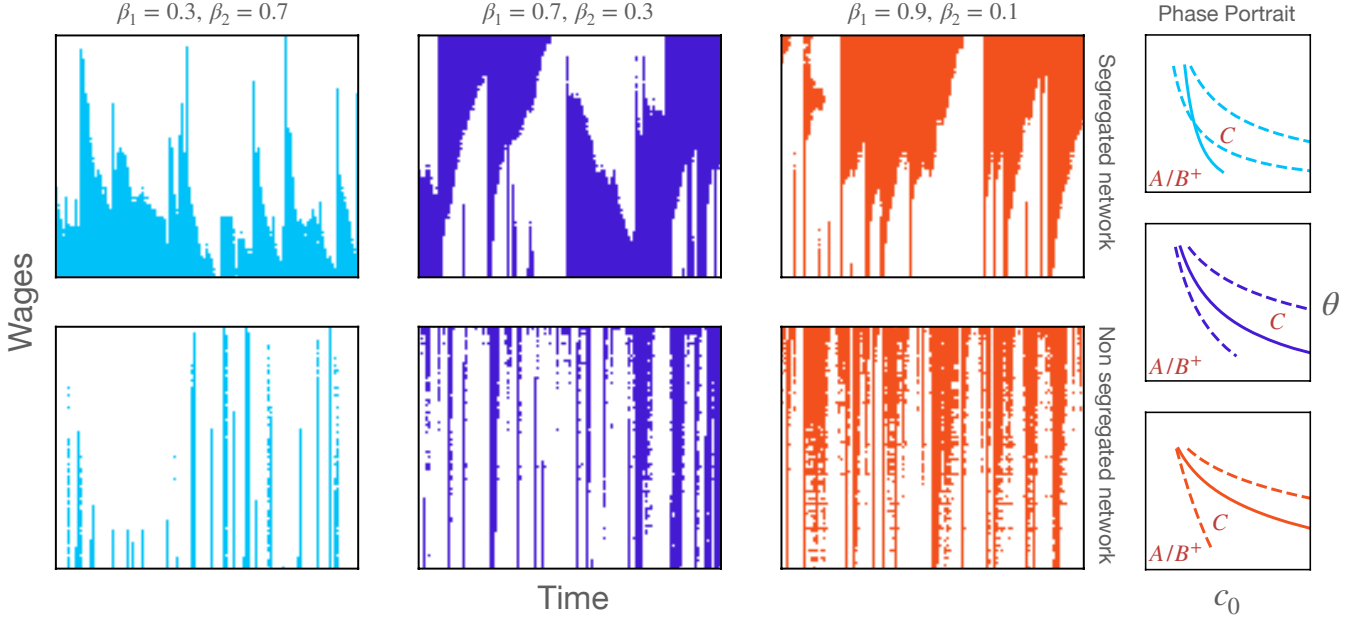 β₁ = 0.3, β₂ = 0.7
β₁ = 0.7, β₂ = 0.3
β₁ = 0.9, β₂ = 0.1
Phase Portrait
Segregated network
Non segregated network
Wages
Time
C
A/B⁺
C
A/B⁺
C
A/B⁺
θ
c₀